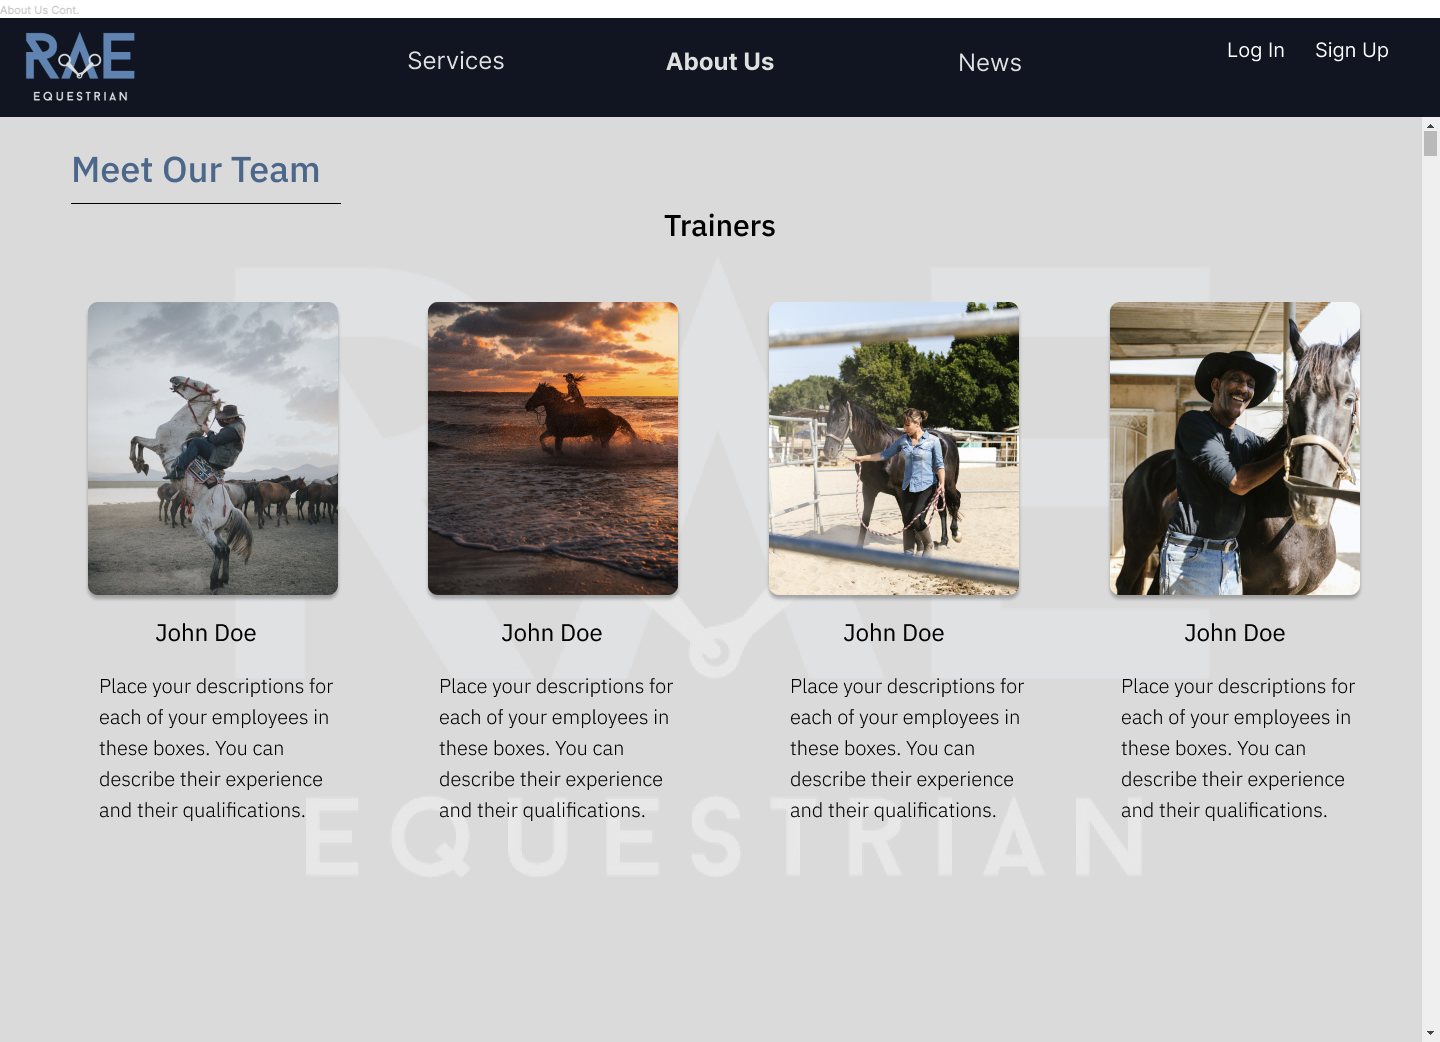 About Us Cont.
RAE
EQUESTRIAN
Services
About Us
News
Log In
Sign Up
Meet Our Team
Trainers
John Doe
Place your descriptions for
each of your employees in
these boxes. You can
describe their experience
and their qualifications.
John Doe
Place your descriptions for
each of your employees in
these boxes. You can
describe their experience
and their qualifications.
John Doe
Place your descriptions for
each of your employees in
these boxes. You can
describe their experience
and their qualifications.
John Doe
Place your descriptions for
each of your employees in
these boxes. You can
describe their experience
and their qualifications.
RAE
EQUESTRIAN